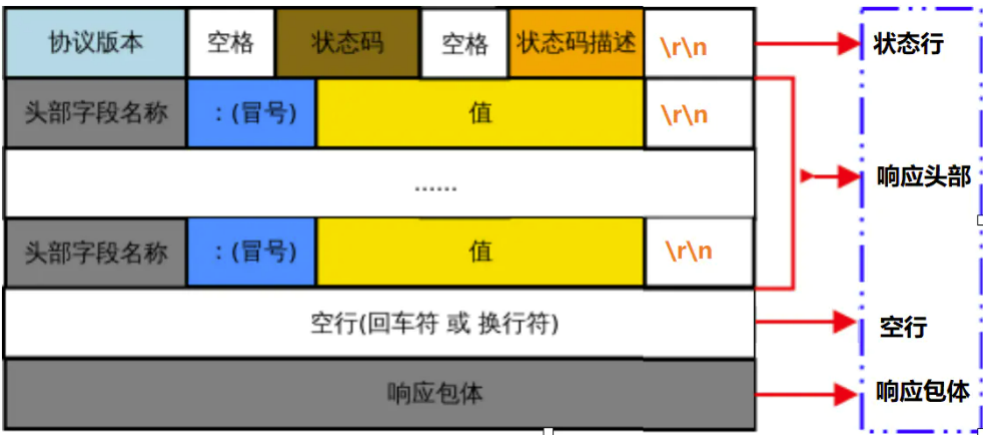 协议版本 空格 状态码 空格 状态码描述 \r\n 状态行
头部字段名称 :(冒号) 值 \r\n
...... 响应头部
头部字段名称 :(冒号) 值 \r\n
空行(回车符 或 换行符) 空行
响应包体 响应包体